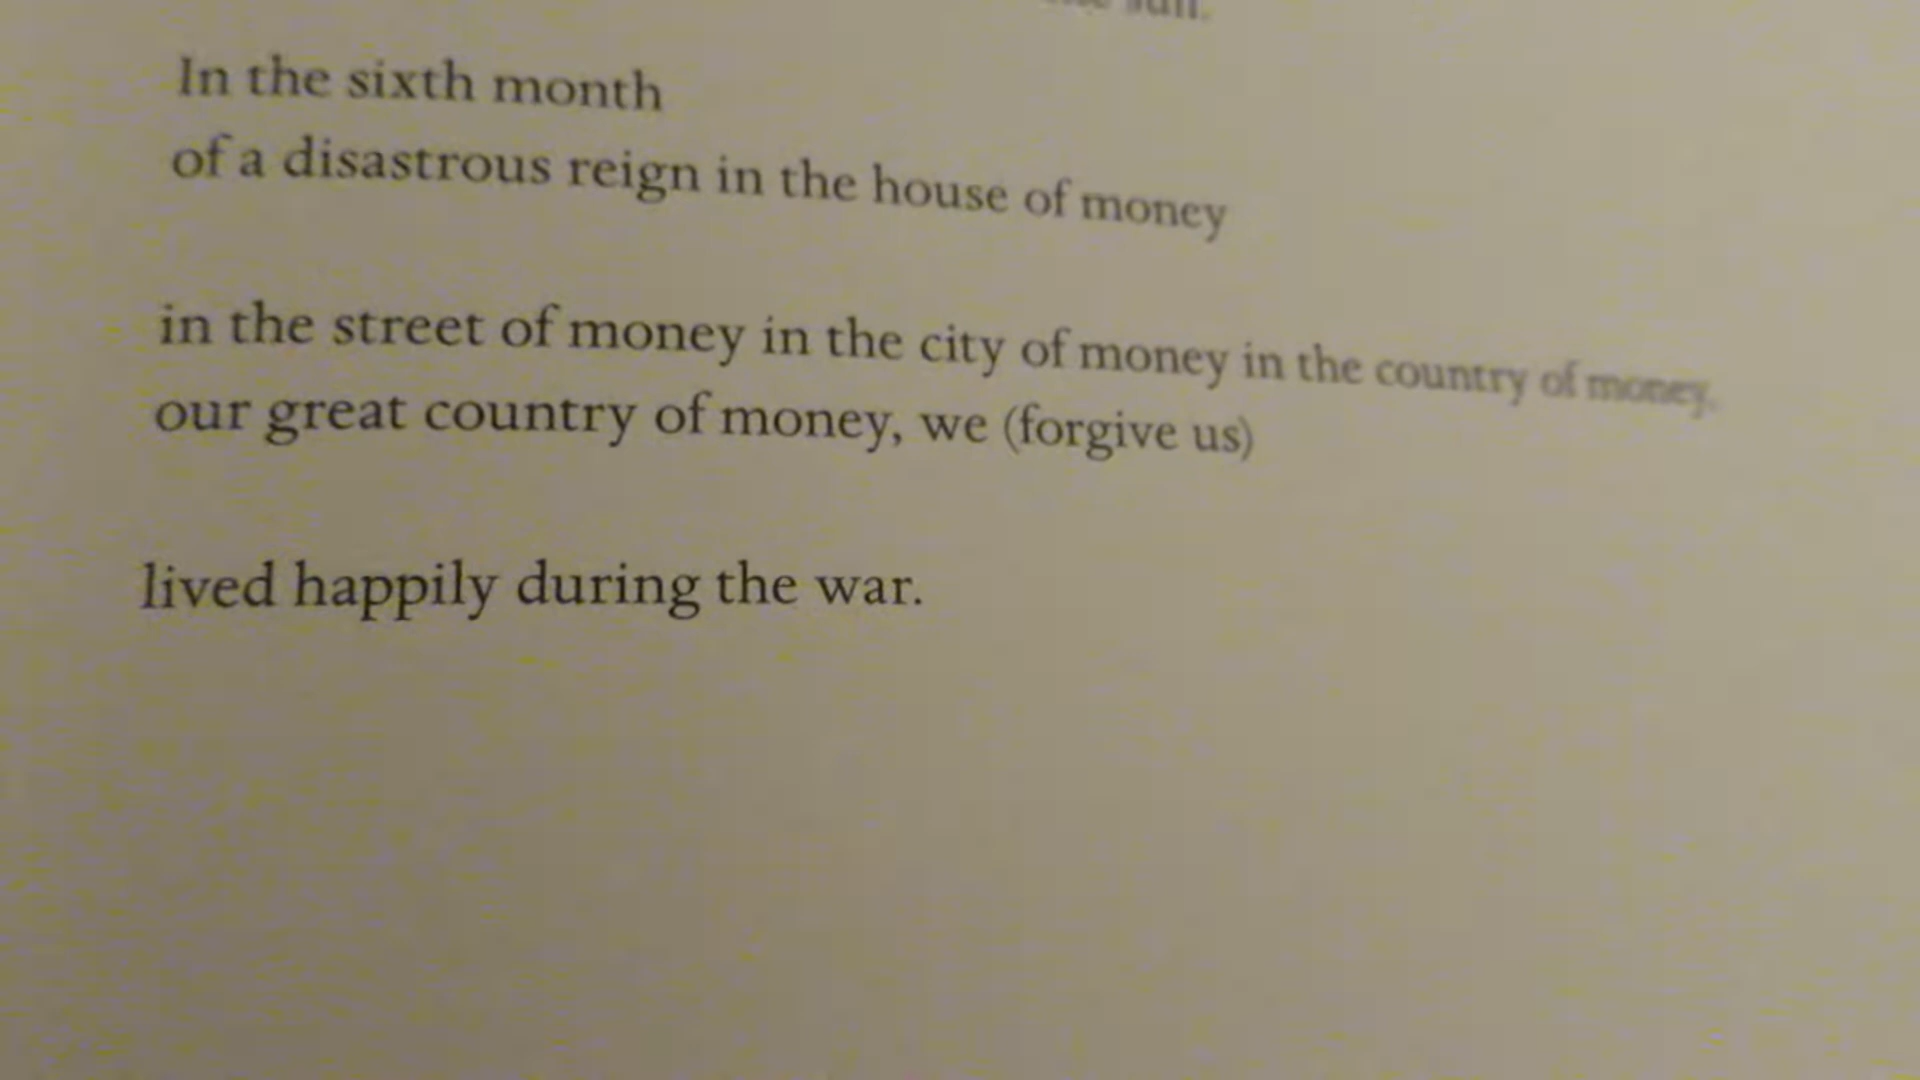 sun.
In the sixth month
of a disastrous reign in the house of money
in the street of money in the city of money in the country of money,
our great country of money, we (forgive us)
lived happily during the war.